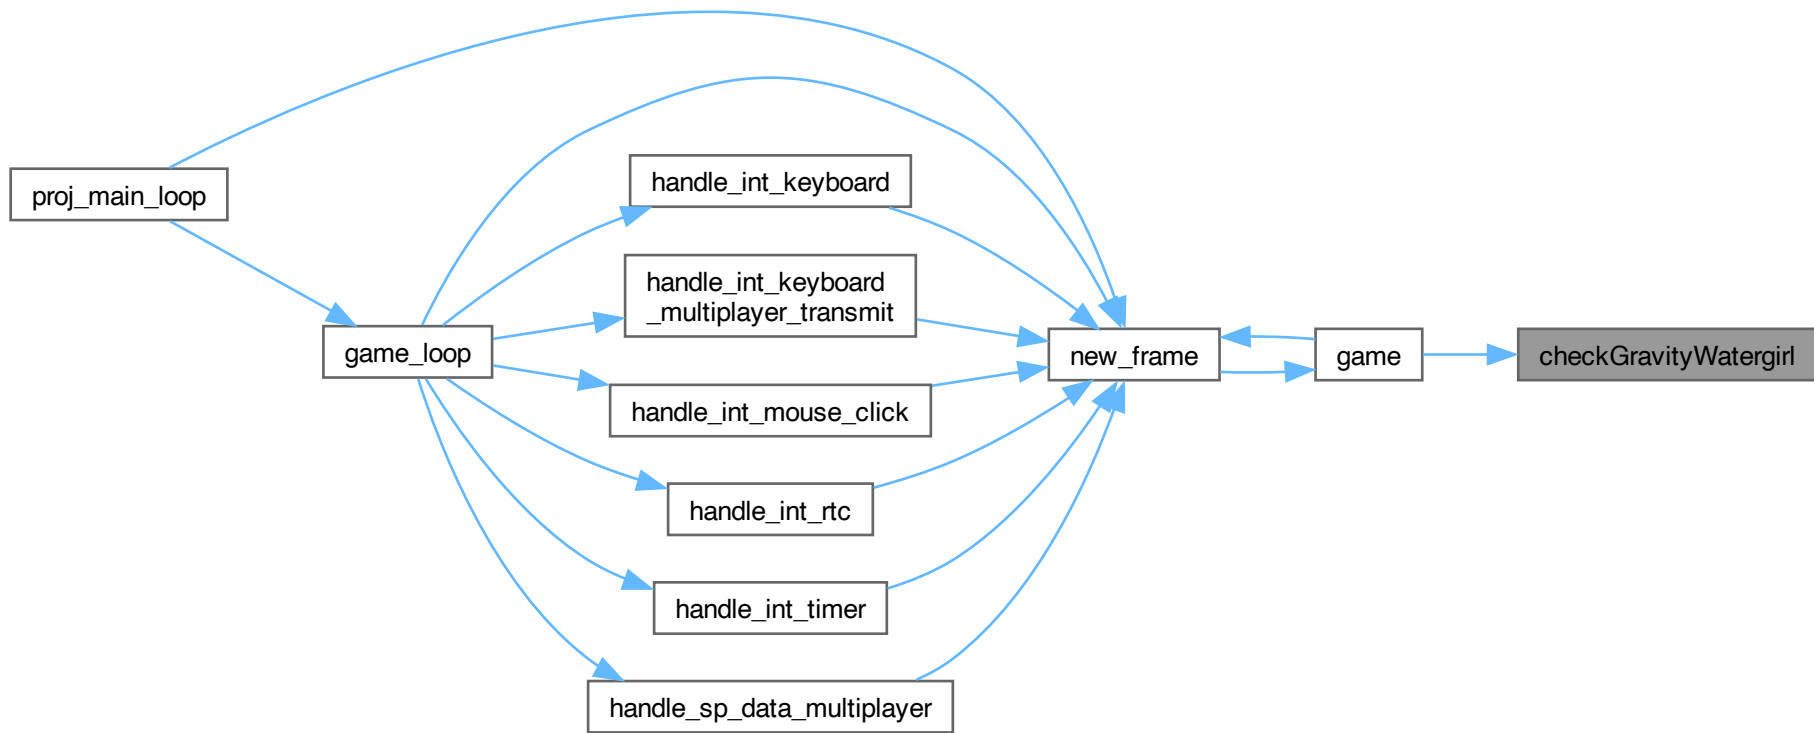 proj_main_loop
game_loop
handle_int_keyboard
handle_int_keyboard
_multiplayer_transmit
handle_int_mouse_click
handle_int_rtc
handle_int_timer
handle_sp_data_multiplayer
new_frame
game
checkGravityWatergirl